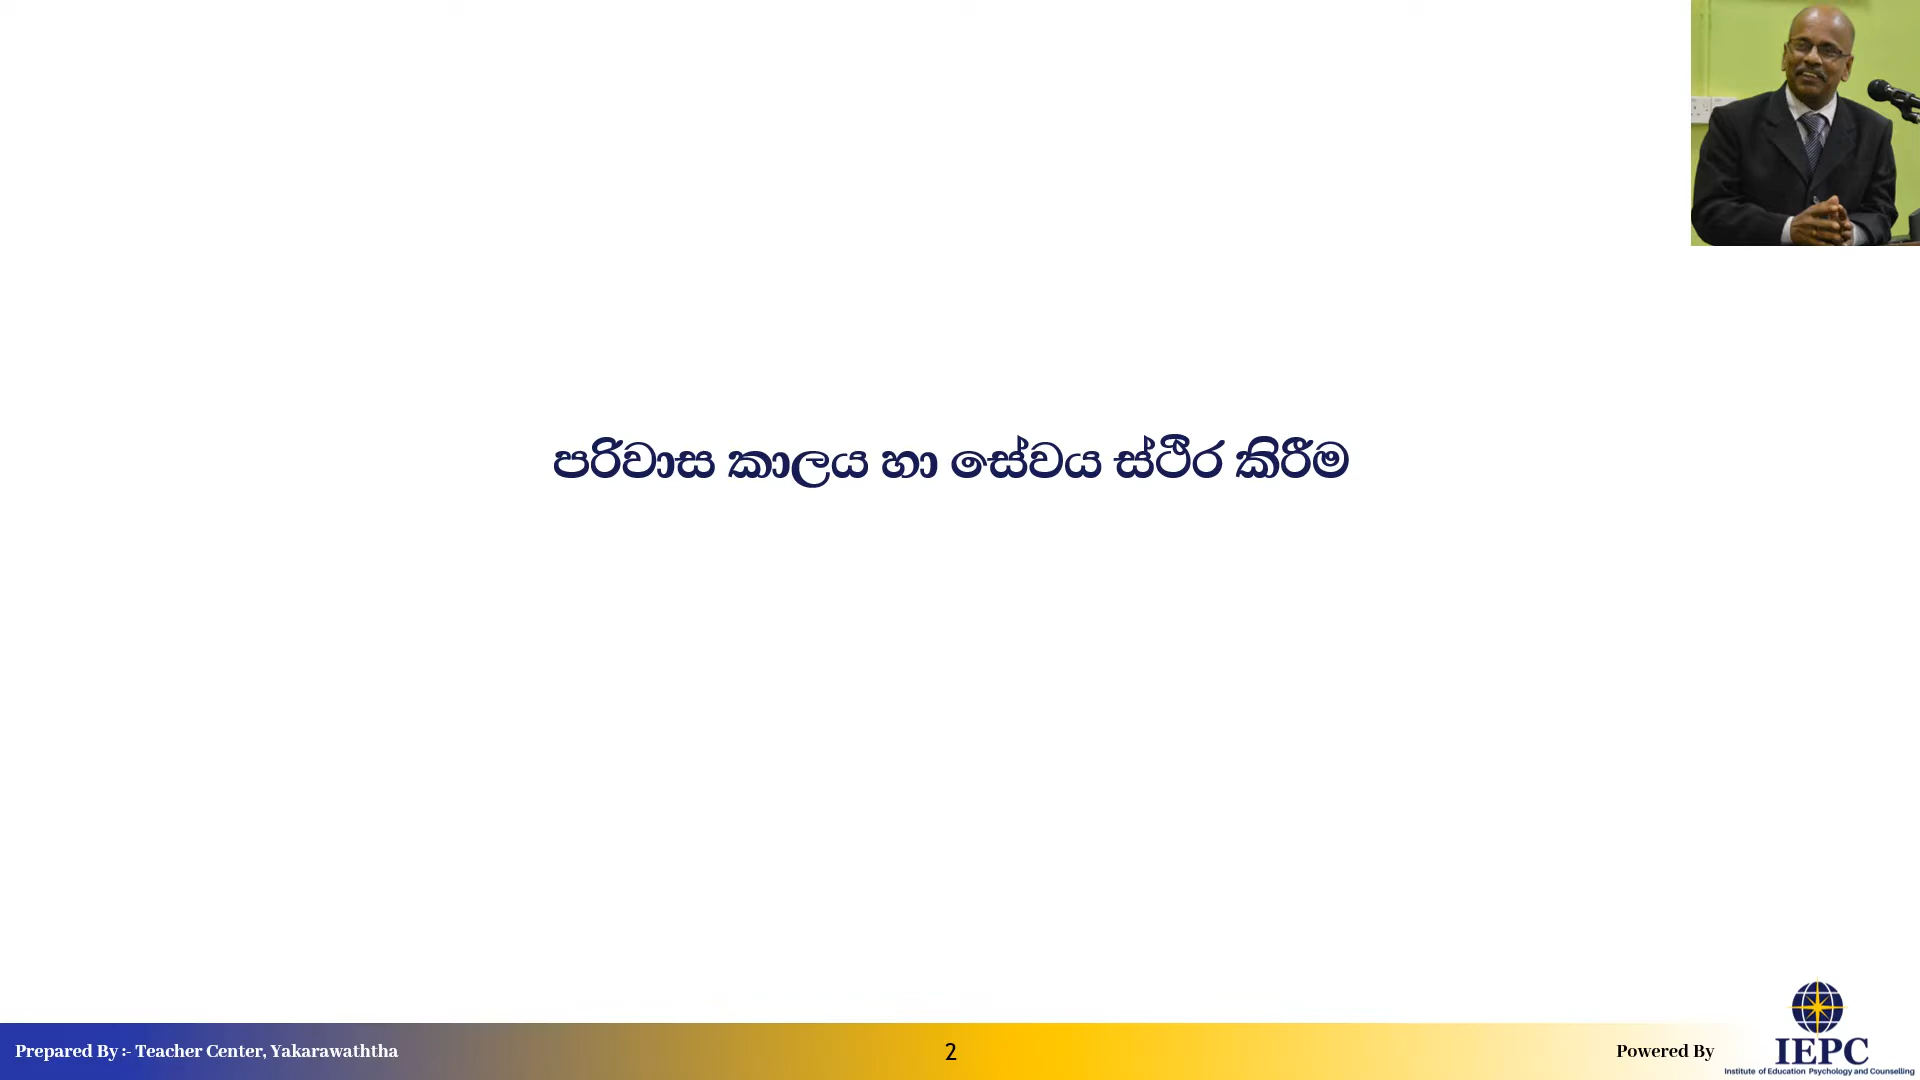 පරිවාස කාලය හා සේවය ස්ථිර කිරීම
Prepared By :- Teacher Center, Yakarawaththa
2
Powered By
IEPC
Institute of Education Psychology and Counselling